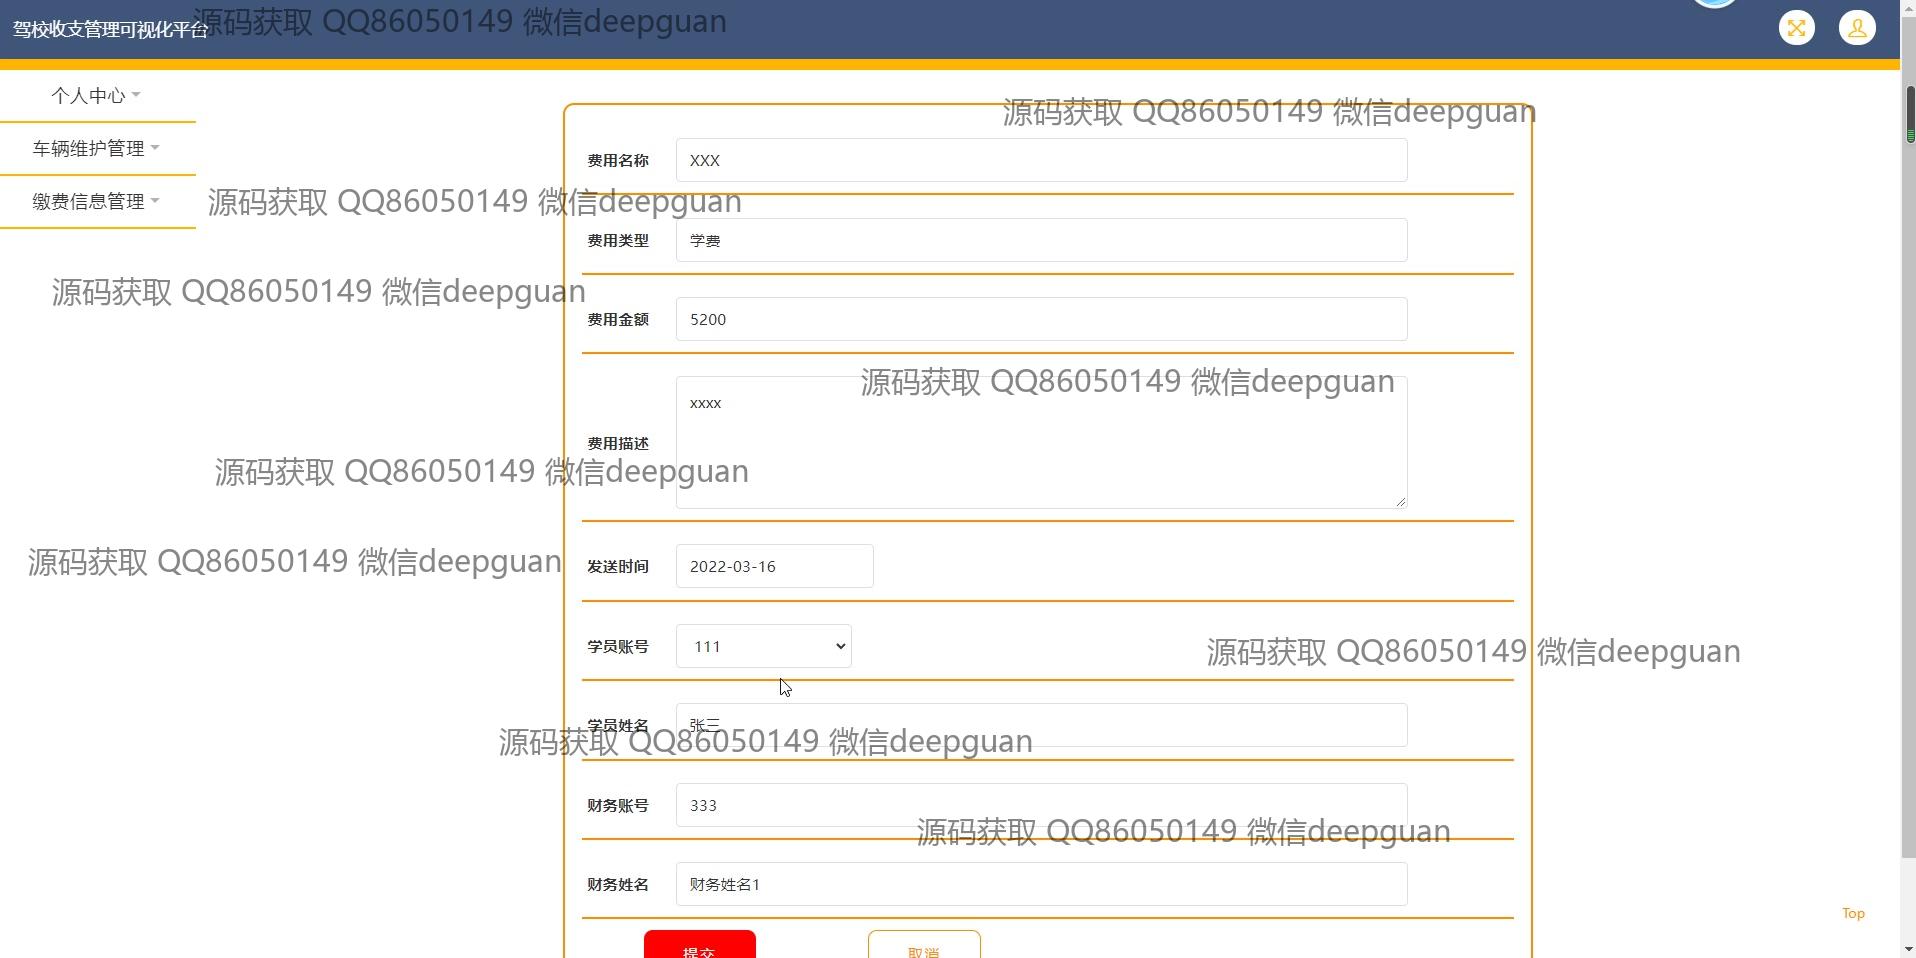 驾校收支管理可视化平台
源码获取 QQ86050149 微信deepguan
个人中心
源码获取 QQ86050149 微信deepguan
车辆维护管理
费用名称 XXX
缴费信息管理
源码获取 QQ86050149 微信deepguan
费用类型 学费
源码获取 QQ86050149 微信deepguan
费用金额 5200
源码获取 QQ86050149 微信deepguan
费用描述 xxxx
源码获取 QQ86050149 微信deepguan
源码获取 QQ86050149 微信deepguan
发送时间 2022-03-16
学员账号 111
源码获取 QQ86050149 微信deepguan
学员姓名 张三
源码获取 QQ86050149 微信deepguan
财务账号 333
源码获取 QQ86050149 微信deepguan
财务姓名 财务姓名1
Top
提交 取消